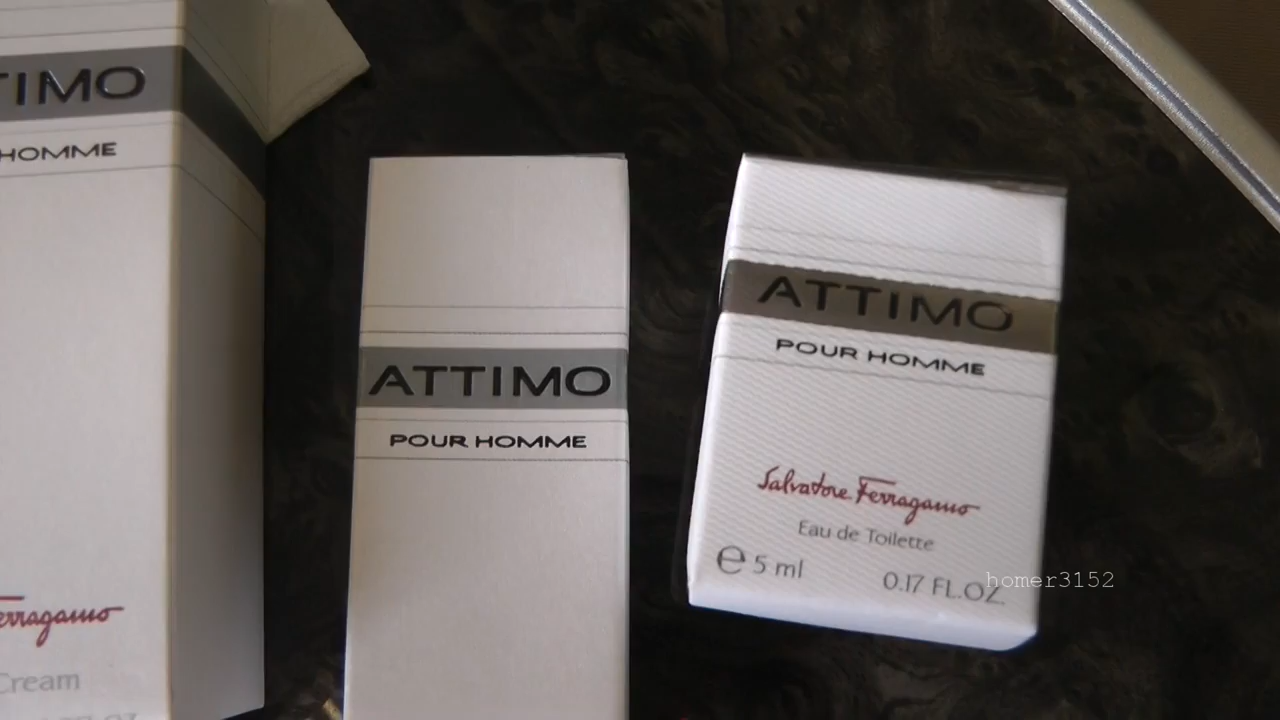 TIMO
HOMME
erragamo
Cream
ATTIMO
POUR HOMME
ATTIMO
POUR HOMME
Salvatore Ferragamo
Eau de Toilette
e 5 ml 0.17 FL.OZ.
homer3152